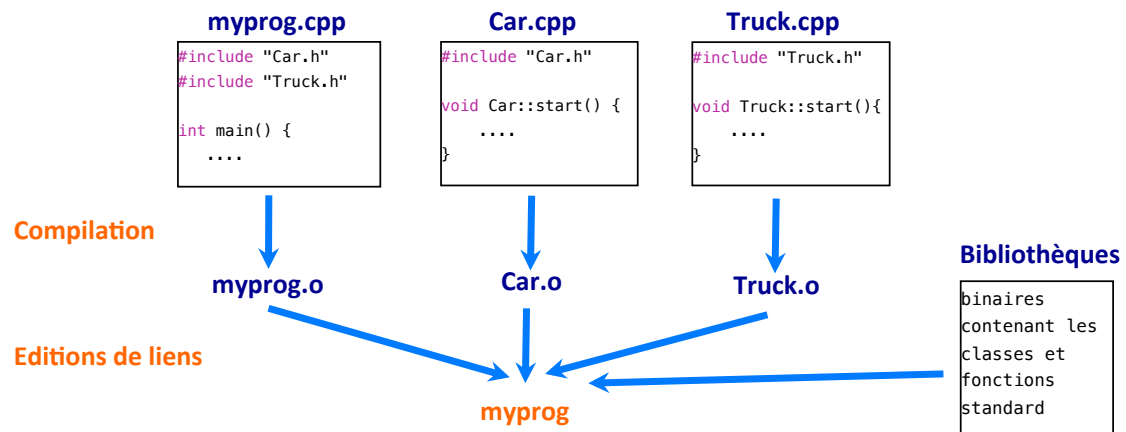 myprog.cpp
#include "Car.h"
#include "Truck.h"
int main() {
....
Car.cpp
#include "Car.h"
void Car::start() {
....
}
Truck.cpp
#include "Truck.h"
void Truck::start(){
....
}
Compilation
myprog.o
Car.o
Truck.o
Bibliothèques
binaires
contenant les
classes et
fonctions
standard
Editions de liens
myprog